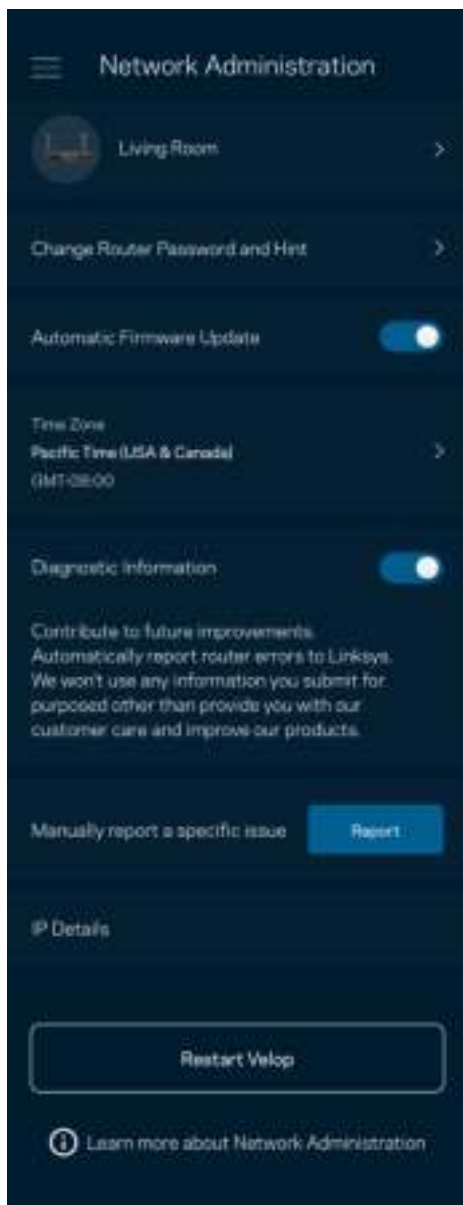 Network Administration
Living Room
Change Router Password and Hint
Automatic Firmware Update
Time Zone
Pacific Time (USA & Canada)
GMT-08:00
Diagnostic Information
Contribute to future improvements.
Automatically report router errors to Linksys.
We won't use any information you submit for
purposed other than provide you with our
customer care and improve our products.
Manually report a specific issue
Report
IP Details
Restart Velop
Learn more about Network Administration